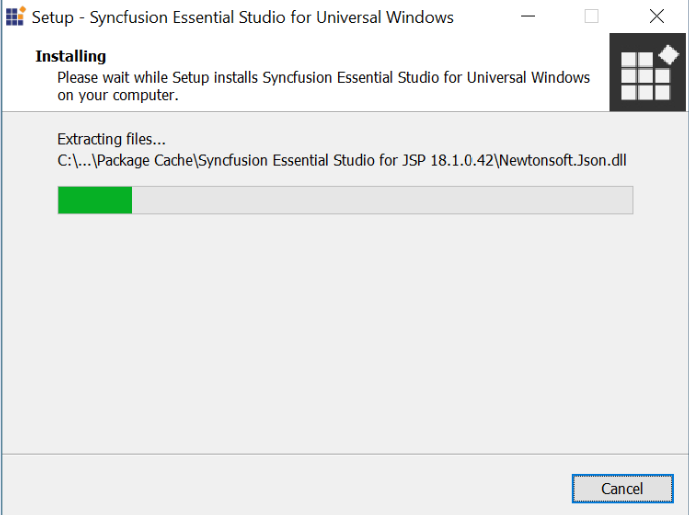 Setup - Syncfusion Essential Studio for Universal Windows
Installing
Please wait while Setup installs Syncfusion Essential Studio for Universal Windows
on your computer.
Extracting files...
C:\...\Package Cache\Syncfusion Essential Studio for JSP 18.1.0.42\Newtonsoft.Json.dll
Cancel